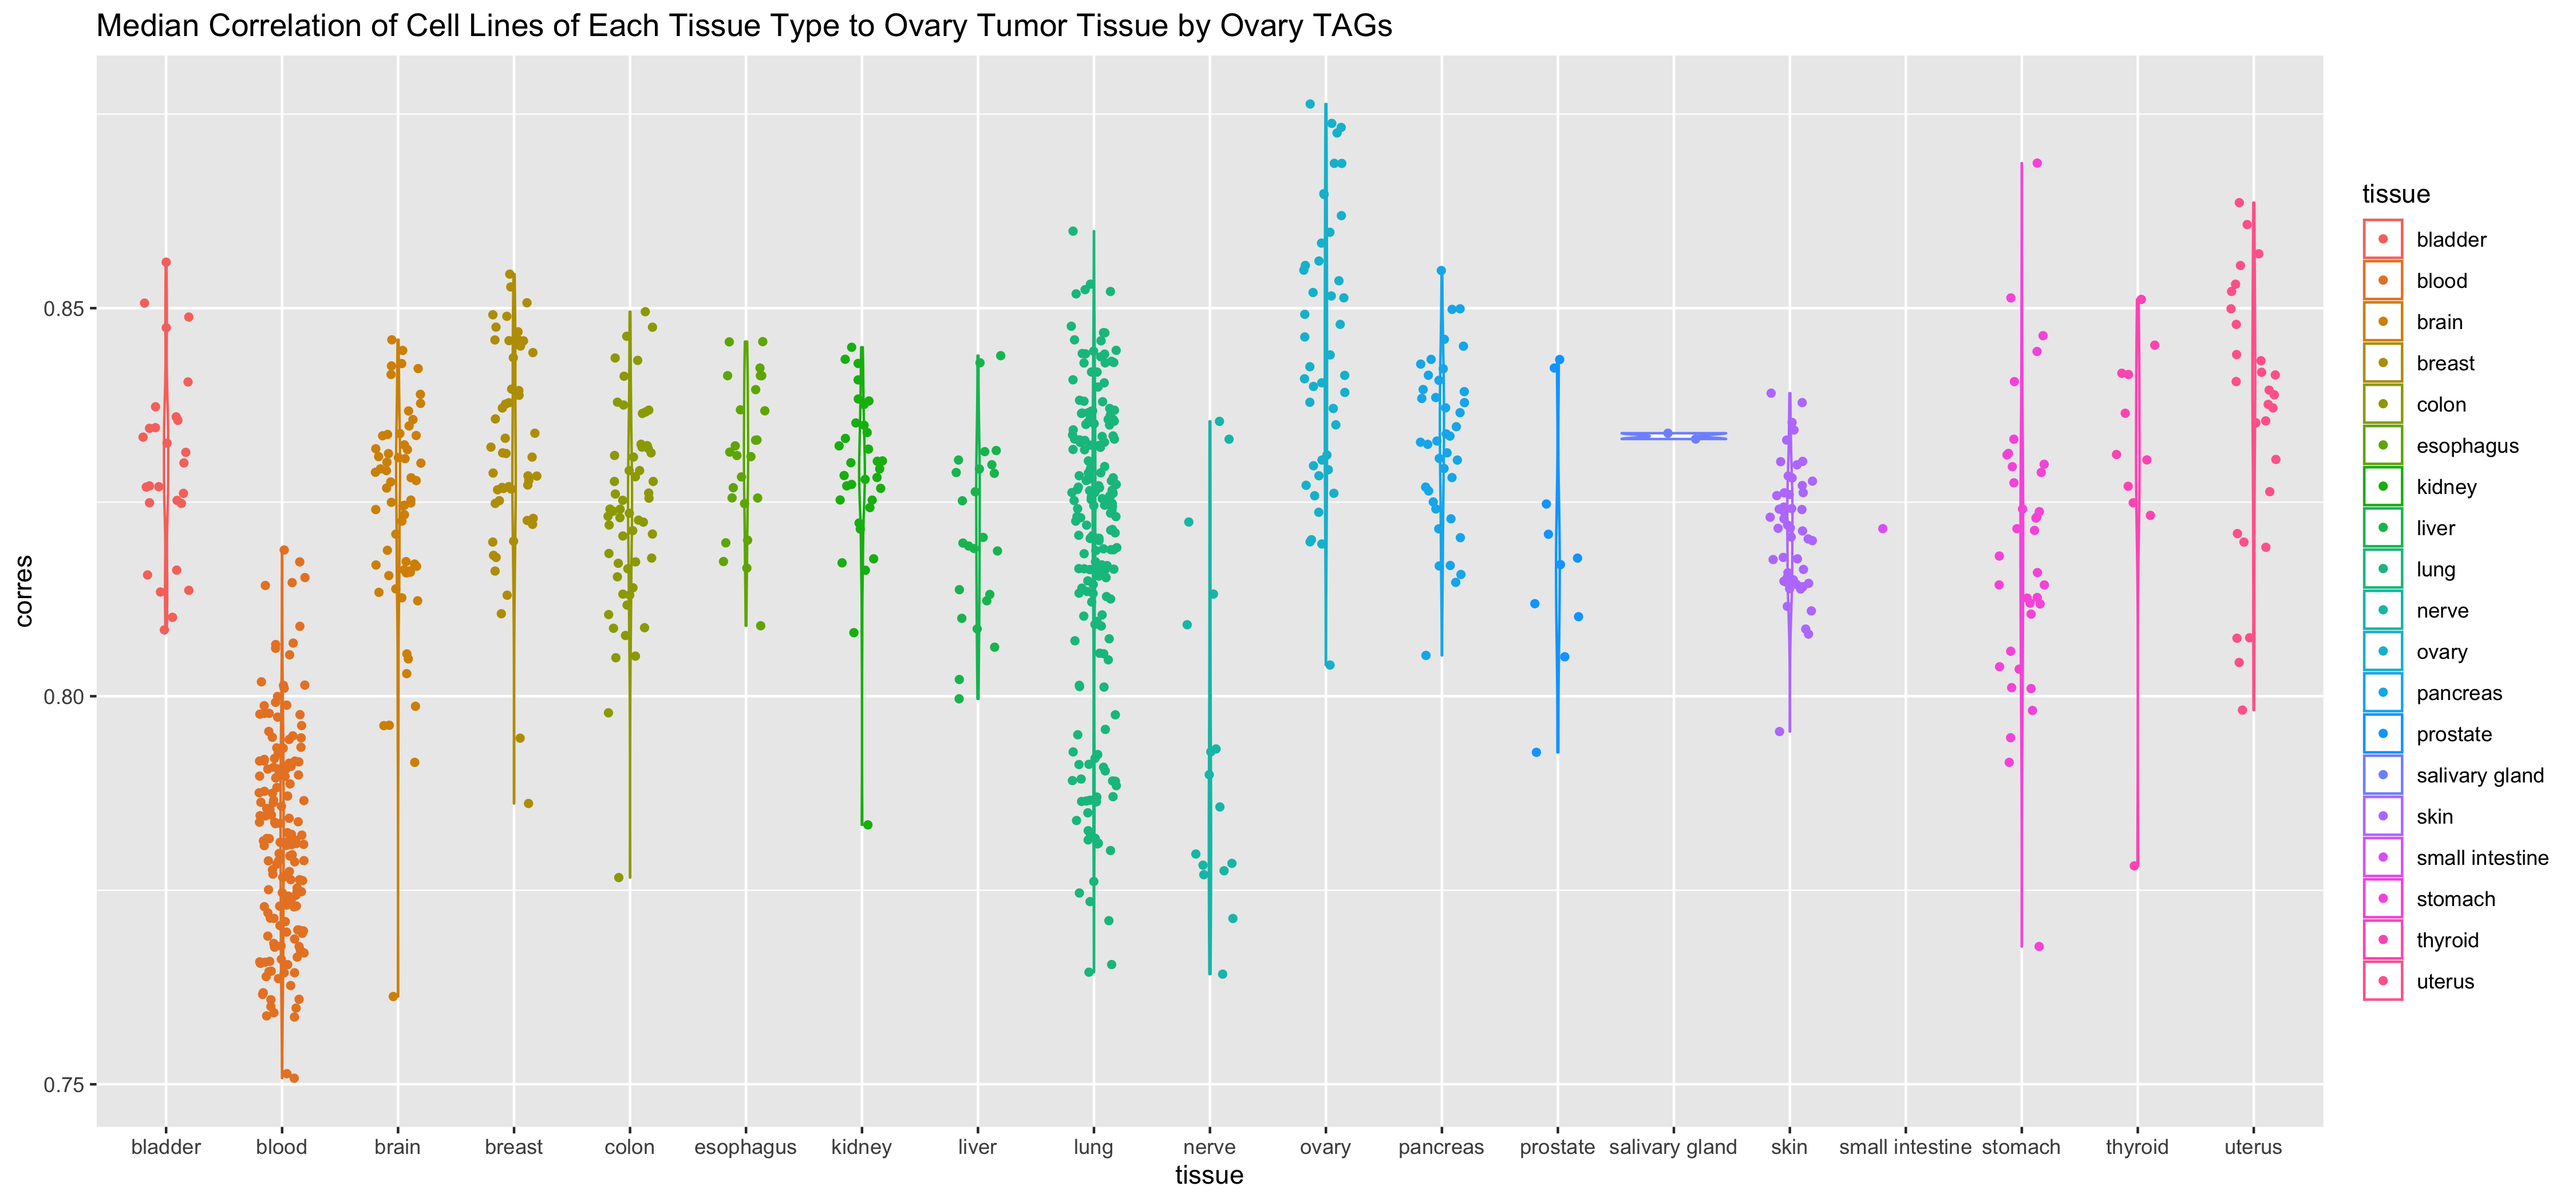 Median Correlation of Cell Lines of Each Tissue Type to Ovary Tumor Tissue by Ovary TAGs
corres
0.85
0.80
0.75
bladder blood brain breast colon esophagus kidney liver lung nerve ovary pancreas prostate salivary gland skin small intestine stomach thyroid uterus
tissue
tissue
bladder
blood
brain
breast
colon
esophagus
kidney
liver
lung
nerve
ovary
pancreas
prostate
salivary gland
skin
small intestine
stomach
thyroid
uterus